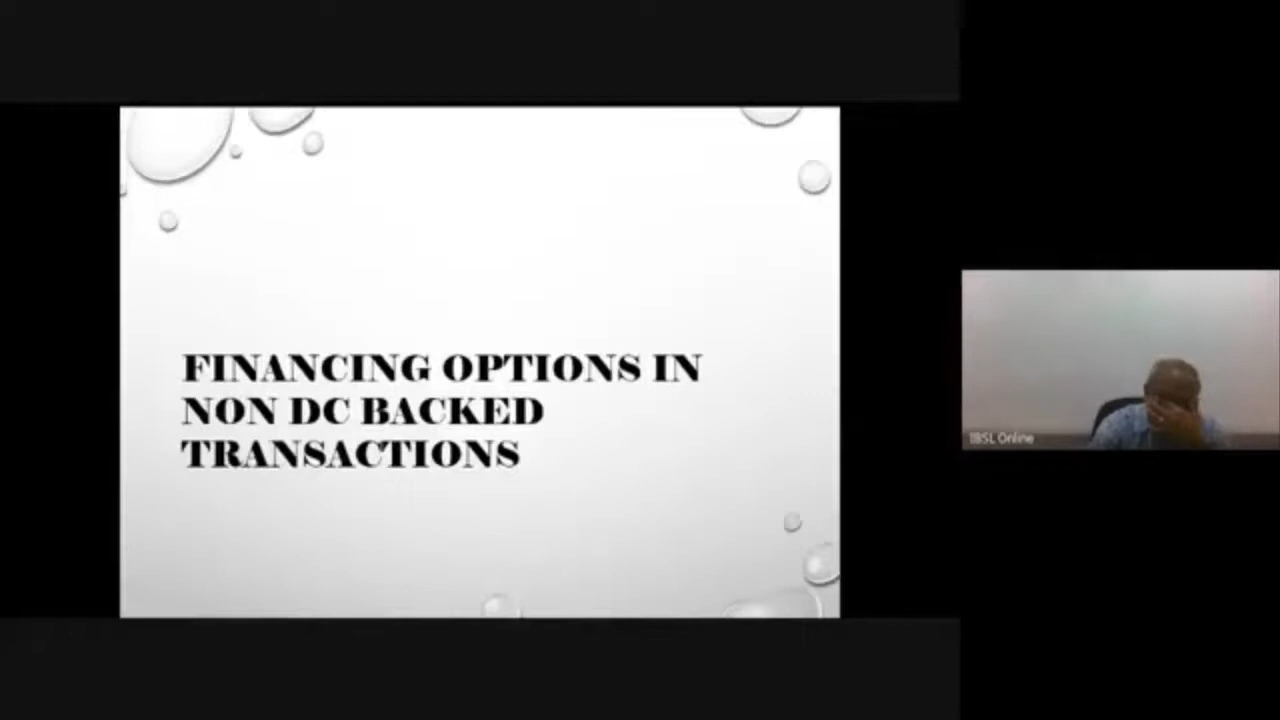 FINANCING OPTIONS IN
NON DC BACKED
TRANSACTIONS
IBSL Online